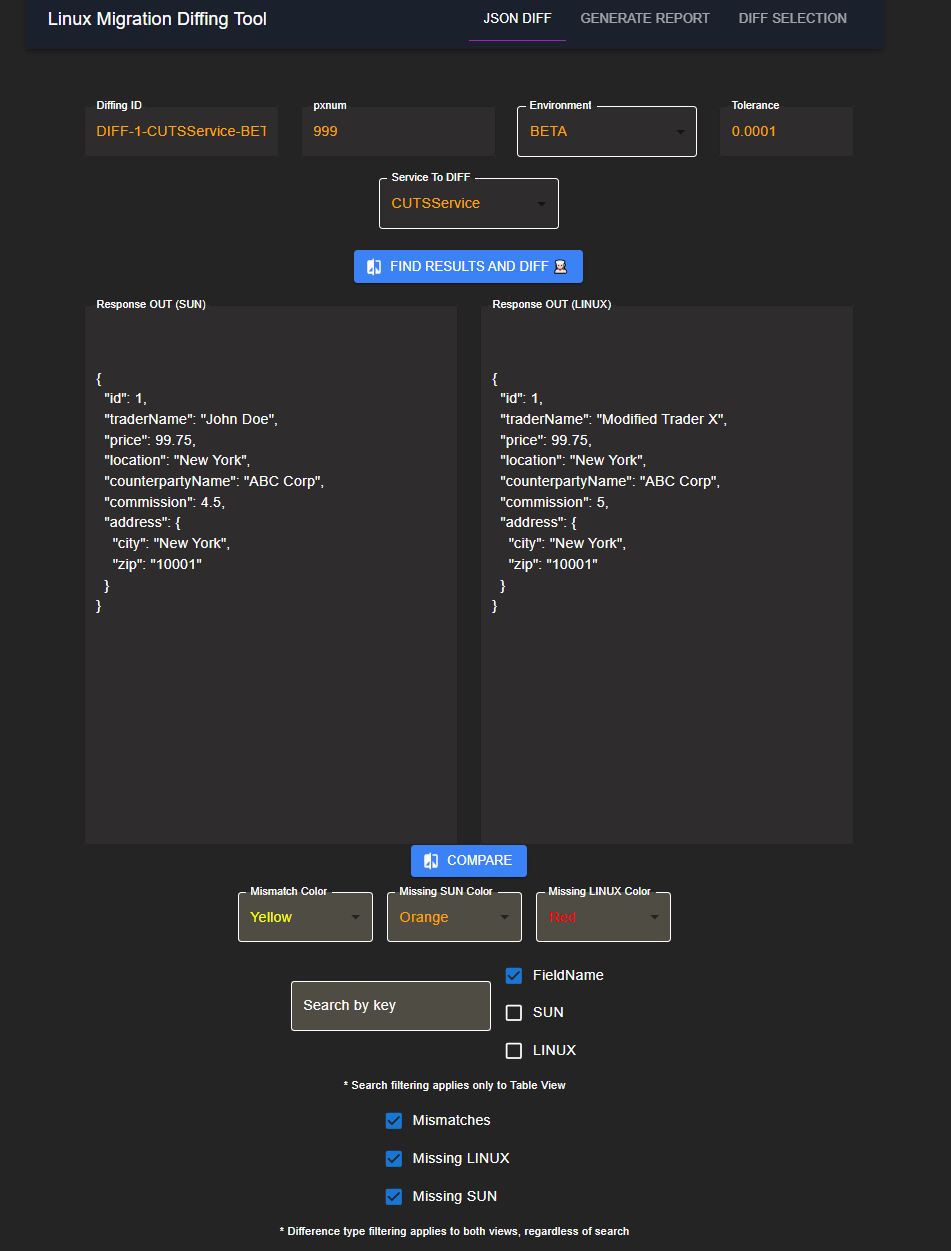 Linux Migration Diffing Tool
JSON DIFF
GENERATE REPORT
DIFF SELECTION
Diffing ID
pxnum
Environment
Tolerance
DIFF-1-CUTSService-BET
999
BETA
0.0001
Service To DIFF
CUTSService
FIND RESULTS AND DIFF
Response OUT (SUN)
{
"id": 1,
"traderName": "John Doe",
"price": 99.75,
"location": "New York",
"counterpartyName": "ABC Corp",
"commission": 4.5,
"address": {
"city": "New York",
"zip": "10001"
}
}
Response OUT (LINUX)
{
"id": 1,
"traderName": "Modified Trader X",
"price": 99.75,
"location": "New York",
"counterpartyName": "ABC Corp",
"commission": 5,
"address": {
"city": "New York",
"zip": "10001"
}
}
COMPARE
Mismatch Color
Missing SUN Color
Missing LINUX Color
Yellow
Orange
Red
Search by key
FieldName
SUN
LINUX
* Search filtering applies only to Table View
Mismatches
Missing LINUX
Missing SUN
* Difference type filtering applies to both views, regardless of search